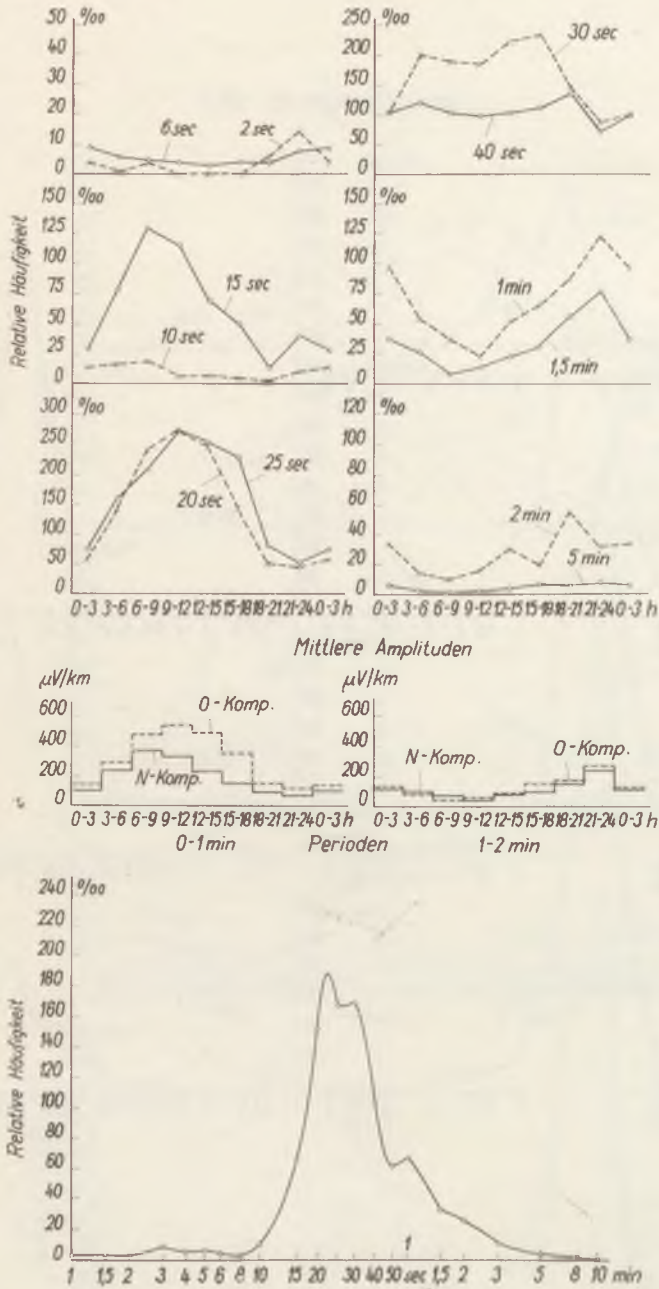 50 ‰
40
30
20
10
0
6 sec
2 sec
250 ‰
200
150
100
50
0
30 sec
40 sec
Relative Häufigkeit
150 ‰
125
100
75
50
25
0
15 sec
10 sec
150 ‰
125
100
75
50
25
0
1 min
1,5 min
300 ‰
250
200
150
100
50
0
25 sec
20 sec
120 ‰
100
80
60
40
20
0
2 min
5 min
0-3 3-6 6-9 9-12 12-15 15-18 18-21 21-24 0-3 h
0-3 3-6 6-9 9-12 12-15 15-18 18-21 21-24 0-3 h
Mittlere Amplituden
µV/km
600
400
200
0
O-Komp.
N-Komp.
µV/km
600
400
200
0
N-Komp.
O-Komp.
0-3 3-6 6-9 9-12 12-15 15-18 18-21 21-24 0-3
0-3 3-6 6-9 9-12 12-15 15-18 18-21 21-24 0-3 h
0-1 min Perioden 1-2 min
Relative Häufigkeit
240 ‰
220
200
180
160
140
120
100
80
60
40
20
0
1
1 1,5 2 3 4 5 6 8 10 15 20 30 40 50 sec 1,5 2 3 5 8 10 min